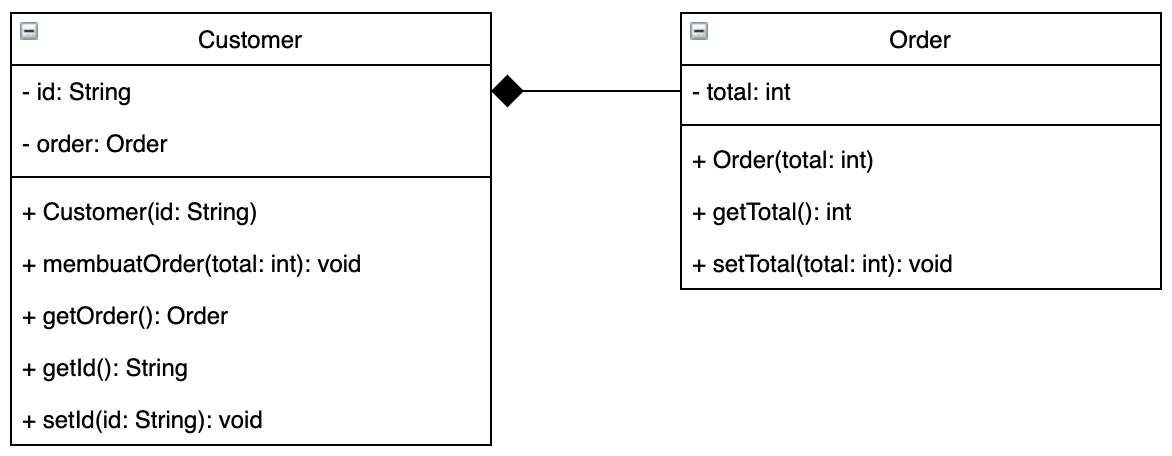 Customer
- id: String
- order: Order
+ Customer(id: String)
+ membuatOrder(total: int): void
+ getOrder(): Order
+ getId(): String
+ setId(id: String): void
Order
- total: int
+ Order(total: int)
+ getTotal(): int
+ setTotal(total: int): void